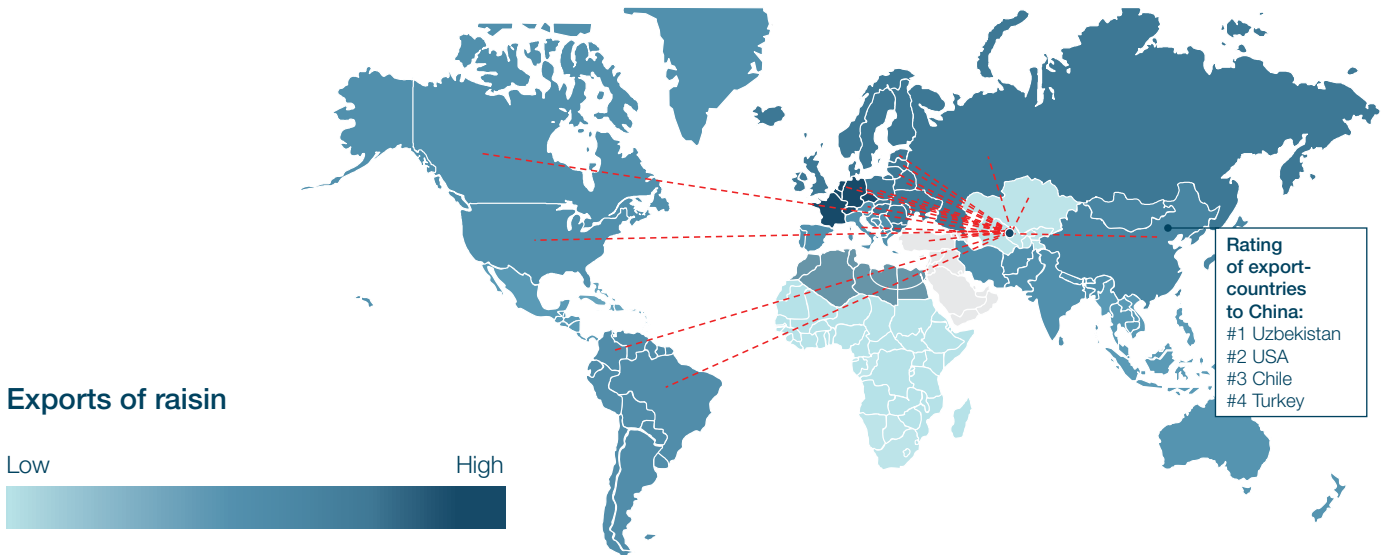 Rating
of export-
countries
to China:
#1 Uzbekistan
#2 USA
#3 Chile
#4 Turkey
Exports of raisin
Low High